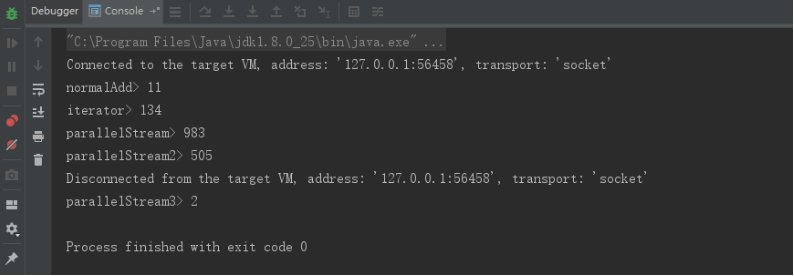 Debugger Console
"C:\Program Files\Java\jdk1.8.0_25\bin\java.exe" ...
Connected to the target VM, address: '127.0.0.1:56458', transport: 'socket'
normalAdd> 11
iterator> 134
parallelStream> 983
parallelStream2> 505
Disconnected from the target VM, address: '127.0.0.1:56458', transport: 'socket'
parallelStream3> 2
Process finished with exit code 0